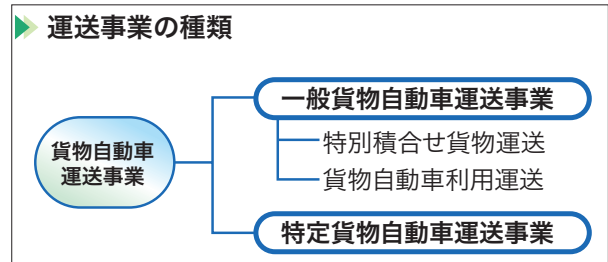 運送事業の種類
一般貨物自動車運送事業
特別積合せ貨物運送
貨物自動車利用運送
貨物自動車
運送事業
特定貨物自動車運送事業